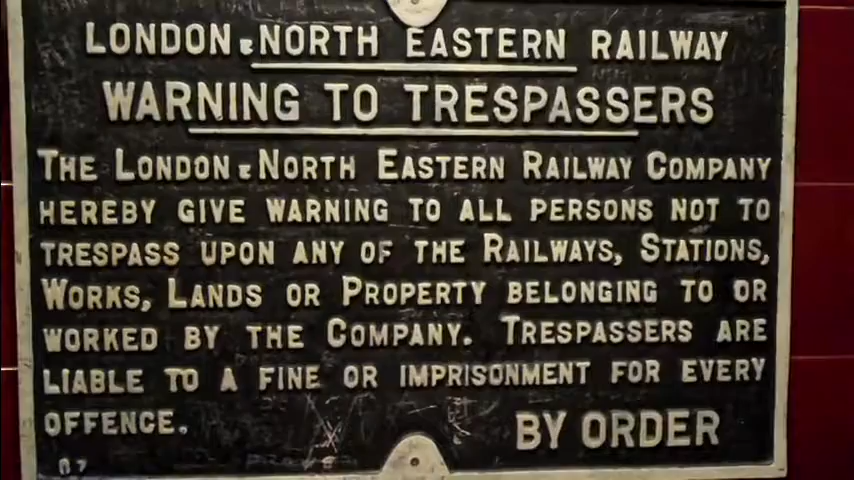 LONDON & NORTH EASTERN RAILWAY
WARNING TO TRESPASSERS
THE LONDON & NORTH EASTERN RAILWAY COMPANY
HEREBY GIVE WARNING TO ALL PERSONS NOT TO
TRESPASS UPON ANY OF THE RAILWAYS, STATIONS,
WORKS, LANDS OR PROPERTY BELONGING TO OR
WORKED BY THE COMPANY. TRESPASSERS ARE
LIABLE TO A FINE OR IMPRISONMENT FOR EVERY
OFFENCE.
BY ORDER